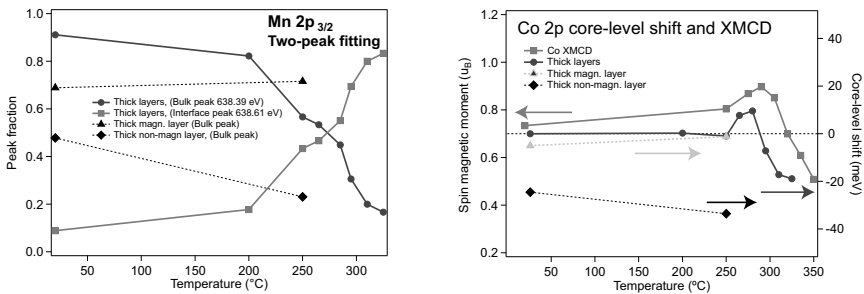 Mn 2p 3/2
Two-peak fitting
1.0
0.8
0.6
0.4
0.2
0.0
Peak fraction
Thick layers, (Bulk peak 638.39 eV)
Thick layers, (Interface peak 638.61 eV)
Thick magn. layer (Bulk peak)
Thick non-magn layer, (Bulk peak)
50 100 150 200 250 300
Temperature (°C)
Co 2p core-level shift and XMCD
1.2
1.0
0.8
0.6
0.4
0.2
Spin magnetic moment (uB)
Co XMCD
Thick layers
Thick magn. layer
Thick non-magn. layer
40
20
0
-20
-40
Core-level shift (meV)
50 100 150 200 250 300 350
Temperature (ºC)